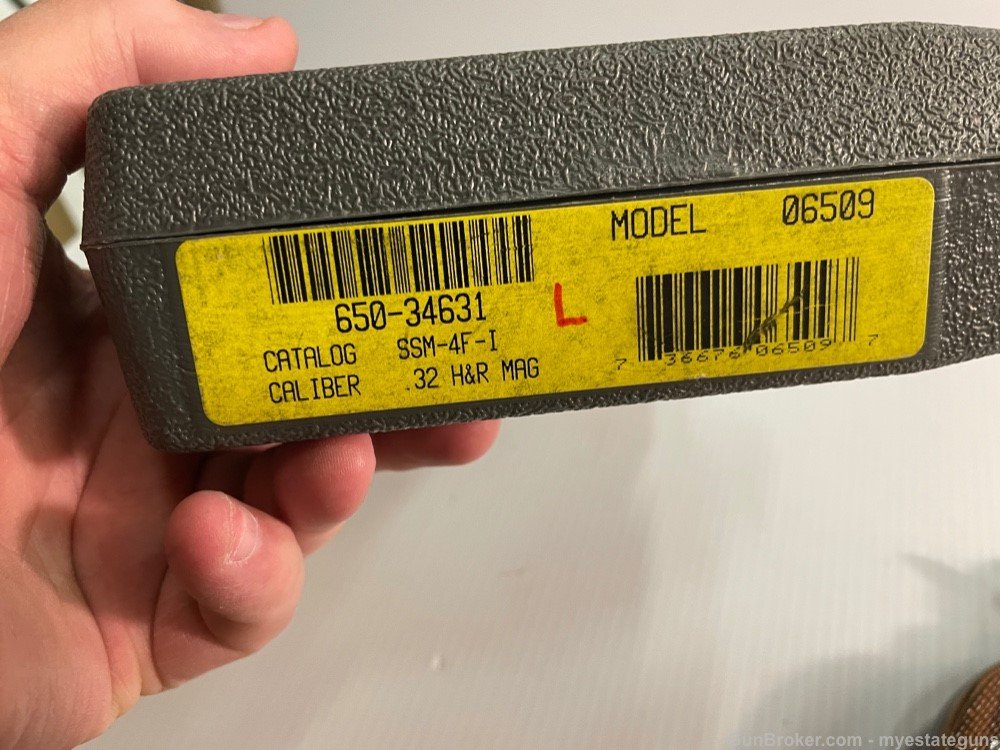 MODEL 06509
650-34631
L
CATALOG SSM-4F-I
CALIBER .32 H&R MAG
7 36676 06509 7
GunBroker.com - myestateguns